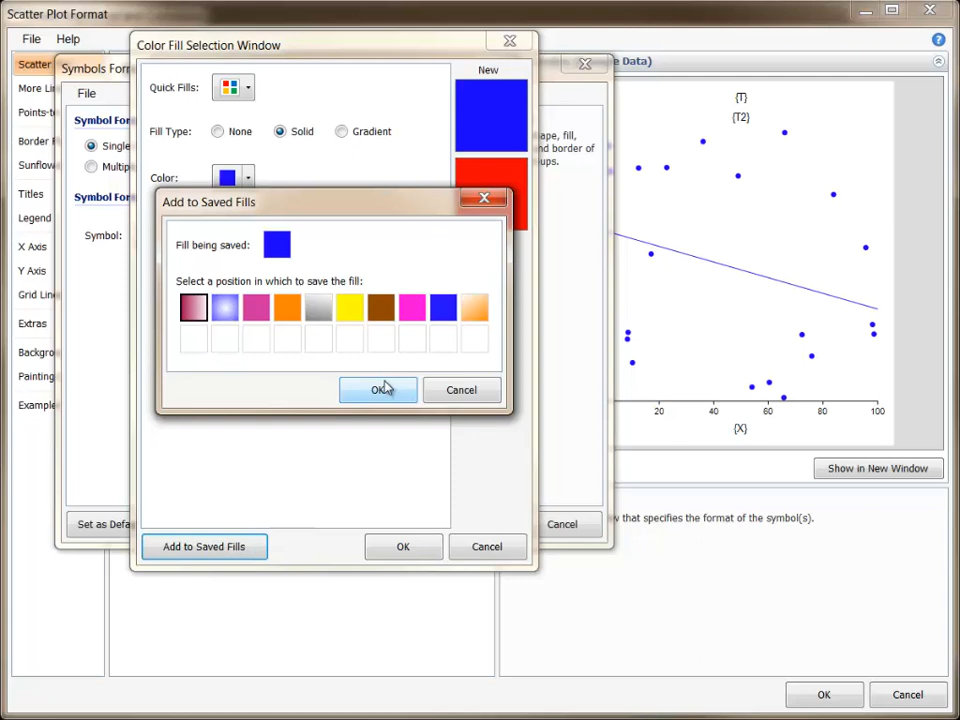 Scatter Plot Format
File Help
Scatter
More Lin
Points-t
Border F
Sunflow
Titles
Legend
X Axis
Y Axis
Grid Line
Extras
Backgro
Painting
Example
Symbols Form
File
Symbol For
Single
Multip
Symbol For
Symbol:
Set as Defa
Cancel
ape, fill,
and border of
ups.
Color Fill Selection Window
Quick Fills:
Fill Type: None Solid Gradient
Color:
New
Add to Saved Fills
Fill being saved:
Select a position in which to save the fill:
OK Cancel
Add to Saved Fills OK Cancel
Data)
{T}
{T2}
20 40 60 80 100
{X}
Show in New Window
w that specifies the format of the symbol(s).
OK Cancel